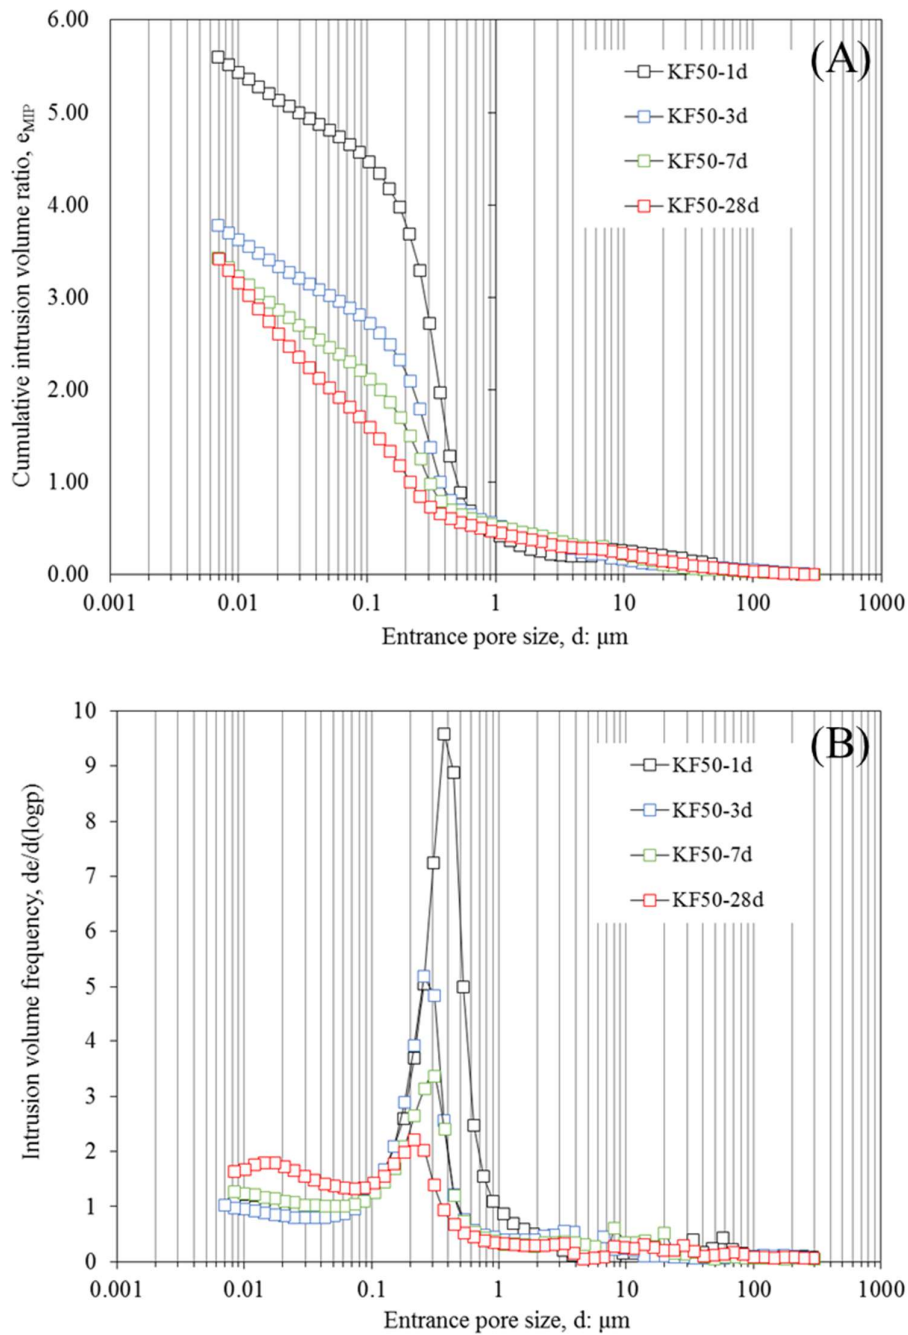 6.00
5.00
4.00
3.00
2.00
1.00
0.00
Cumulative intrusion volume ratio, eMIP
(A)
KF50-1d
KF50-3d
KF50-7d
KF50-28d
0.001 0.01 0.1 1 10 100 1000
Entrance pore size, d: μm
10
9
8
7
6
5
4
3
2
1
0
Intrusion volume frequency, de/d(logp)
(B)
KF50-1d
KF50-3d
KF50-7d
KF50-28d
0.001 0.01 0.1 1 10 100 1000
Entrance pore size, d: μm